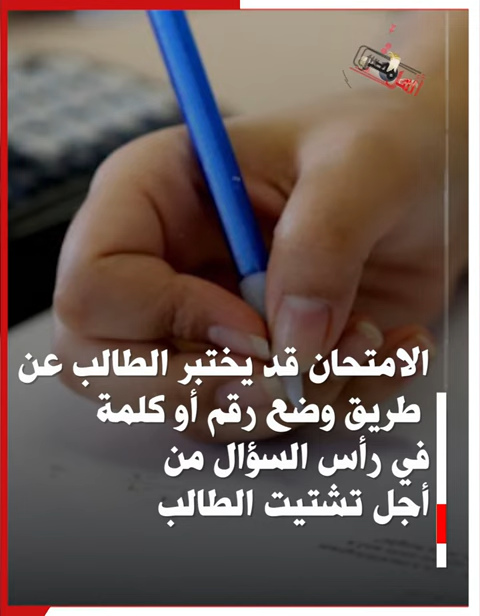 الامتحان قد يختبر الطالب عن
طريق وضع رقم أو كلمة
في رأس السؤال من
أجل تشتيت الطالب